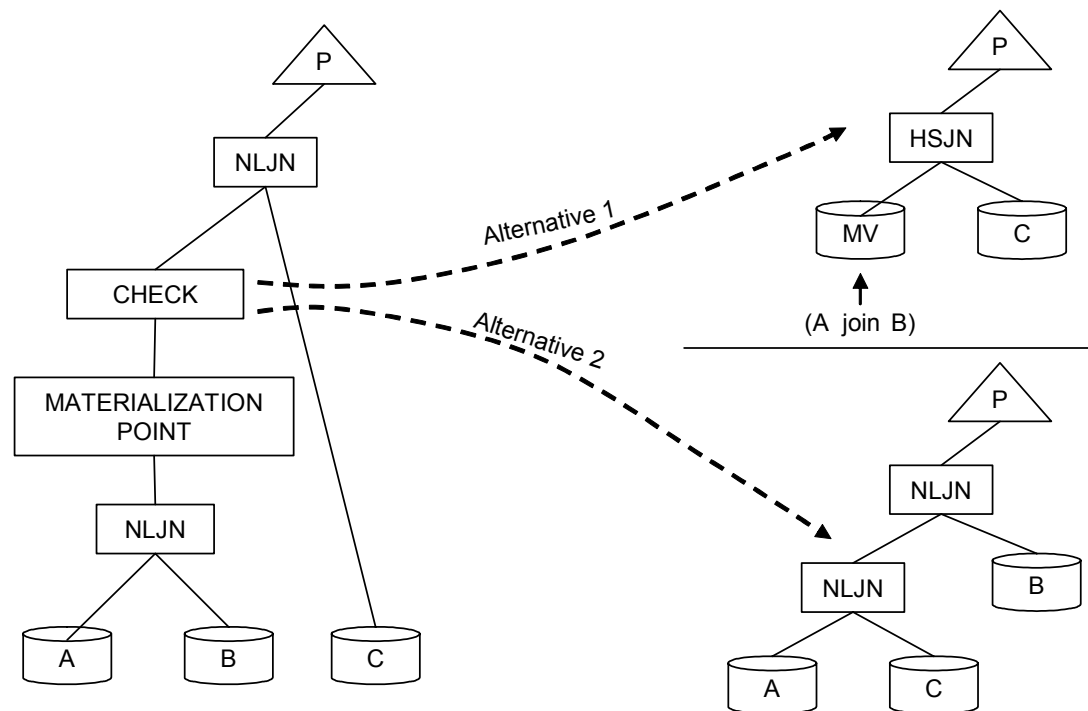 P
NLJN
CHECK
MATERIALIZATION
POINT
NLJN
A
B
C
Alternative 1
Alternative 2
P
HSJN
MV
C
(A join B)
P
NLJN
NLJN
B
A
C